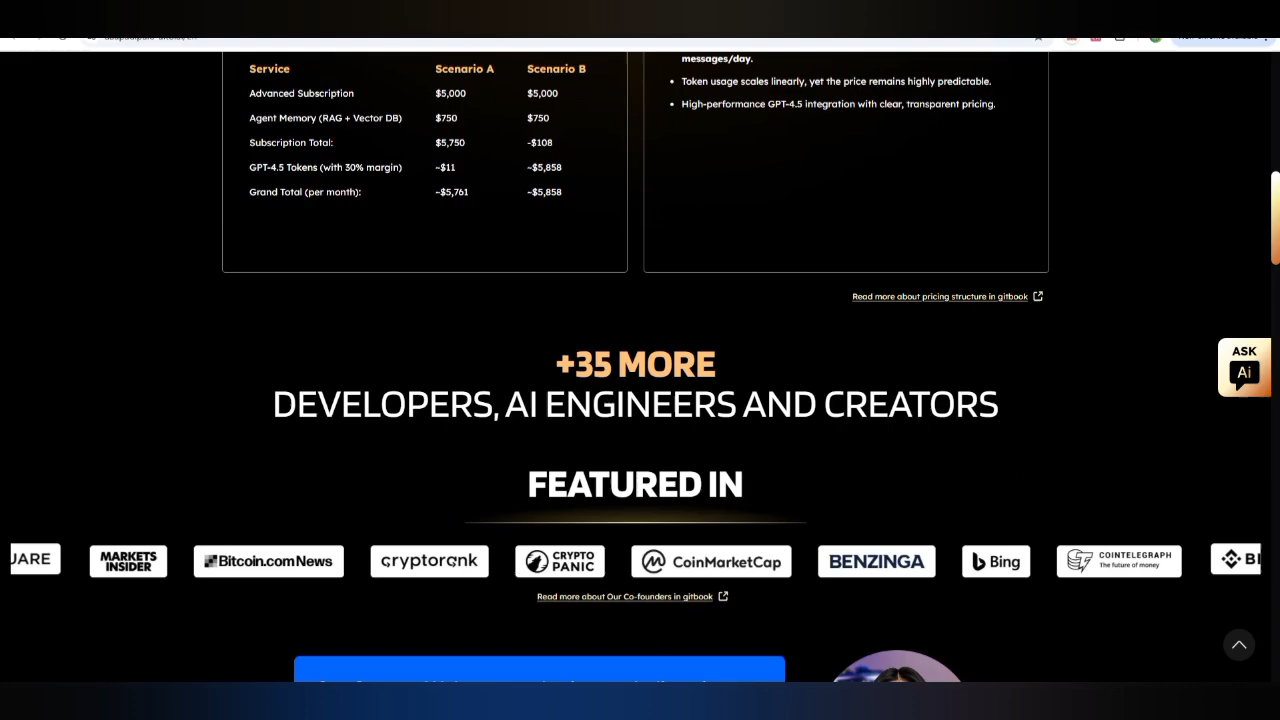 messages/day.
Service Scenario A Scenario B
Token usage scales linearly, yet the price remains highly predictable.
Advanced Subscription $5,000 $5,000
High-performance GPT-4.5 integration with clear, transparent pricing.
Agent Memory (RAG + Vector DB) $750 $750
Subscription Total: $5,750 ~$108
GPT-4.5 Tokens (with 30% margin) ~$11 ~$5,858
Grand Total (per month): ~$5,761 ~$5,858
Read more about pricing structure in gitbook
ASK
Ai
+35 MORE
DEVELOPERS, AI ENGINEERS AND CREATORS
FEATURED IN
MARKETS
INSIDER
Bitcoin.com News
cryptorank
CRYPTO
PANIC
CoinMarketCap
BENZINGA
Bing
COINTELEGRAPH
The future of money
Read more about Our Co-founders in gitbook